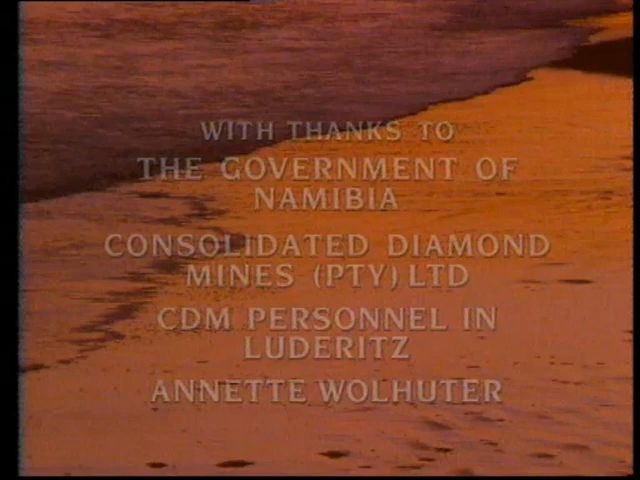 WITH THANKS TO
THE GOVERNMENT OF
NAMIBIA
CONSOLIDATED DIAMOND
MINES (PTY) LTD
CDM PERSONNEL IN
LUDERITZ
ANNETTE WOLHUTER